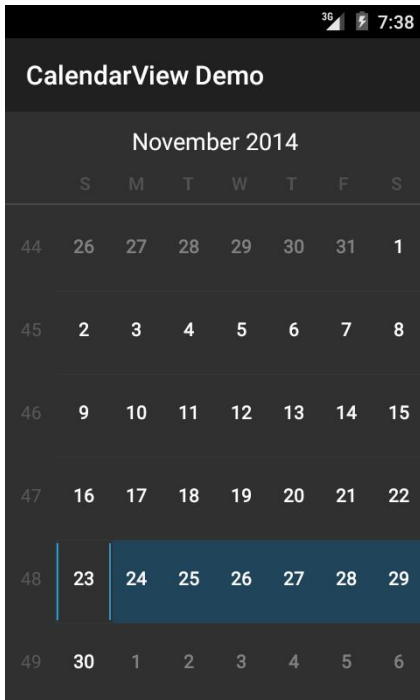 3G 7:38
CalendarView Demo
November 2014
S M T W T F S
44 26 27 28 29 30 31 1
45 2 3 4 5 6 7 8
46 9 10 11 12 13 14 15
47 16 17 18 19 20 21 22
48 23 24 25 26 27 28 29
49 30 1 2 3 4 5 6